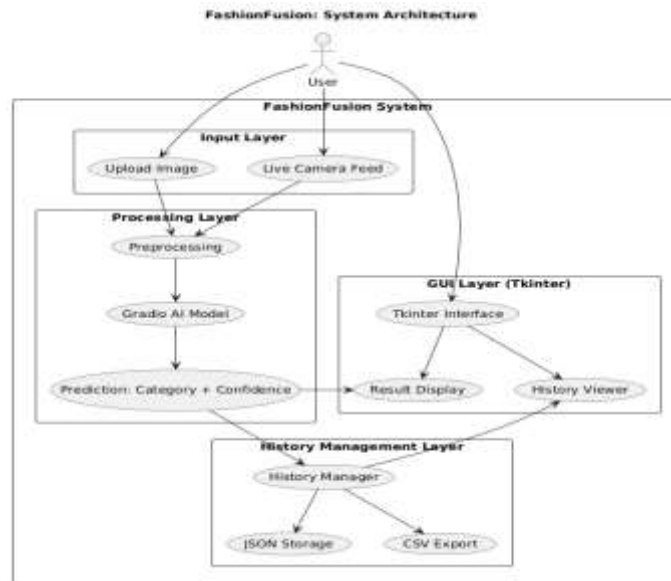 FashionFusion: System Architecture
User
FashionFusion System
Input Layer
Upload Image
Live Camera Feed
Processing Layer
Preprocessing
GUI Layer (Tkinter)
Gradio AI Model
Tkinter Interface
Prediction: Category + Confidence
Result Display
History Viewer
History Management Layer
History Manager
JSON Storage
CSV Export